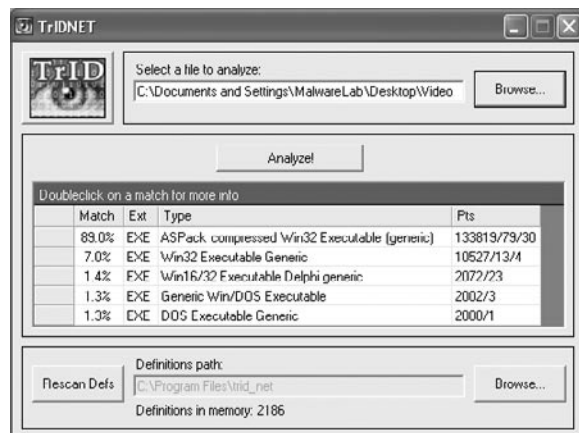 TrIDNET
TrID
Select a file to analyze:
C:\Documents and Settings\MalwareLab\Desktop\Video
Browse...
Analyze!
Doubleclick on a match for more info
Match Ext Type Pts
89.0% EXE ASPack compressed Win32 Executable (generic) 133819/79/30
7.0% EXE Win32 Executable Generic 10527/13/4
1.4% EXE Win16/32 Executable Delphi generic 2072/23
1.3% EXE Generic Win/DOS Executable 2002/3
1.3% EXE DOS Executable Generic 2000/1
Rescan Defs
Definitions path:
C:\Program Files\trid_net
Browse...
Definitions in memory: 2186